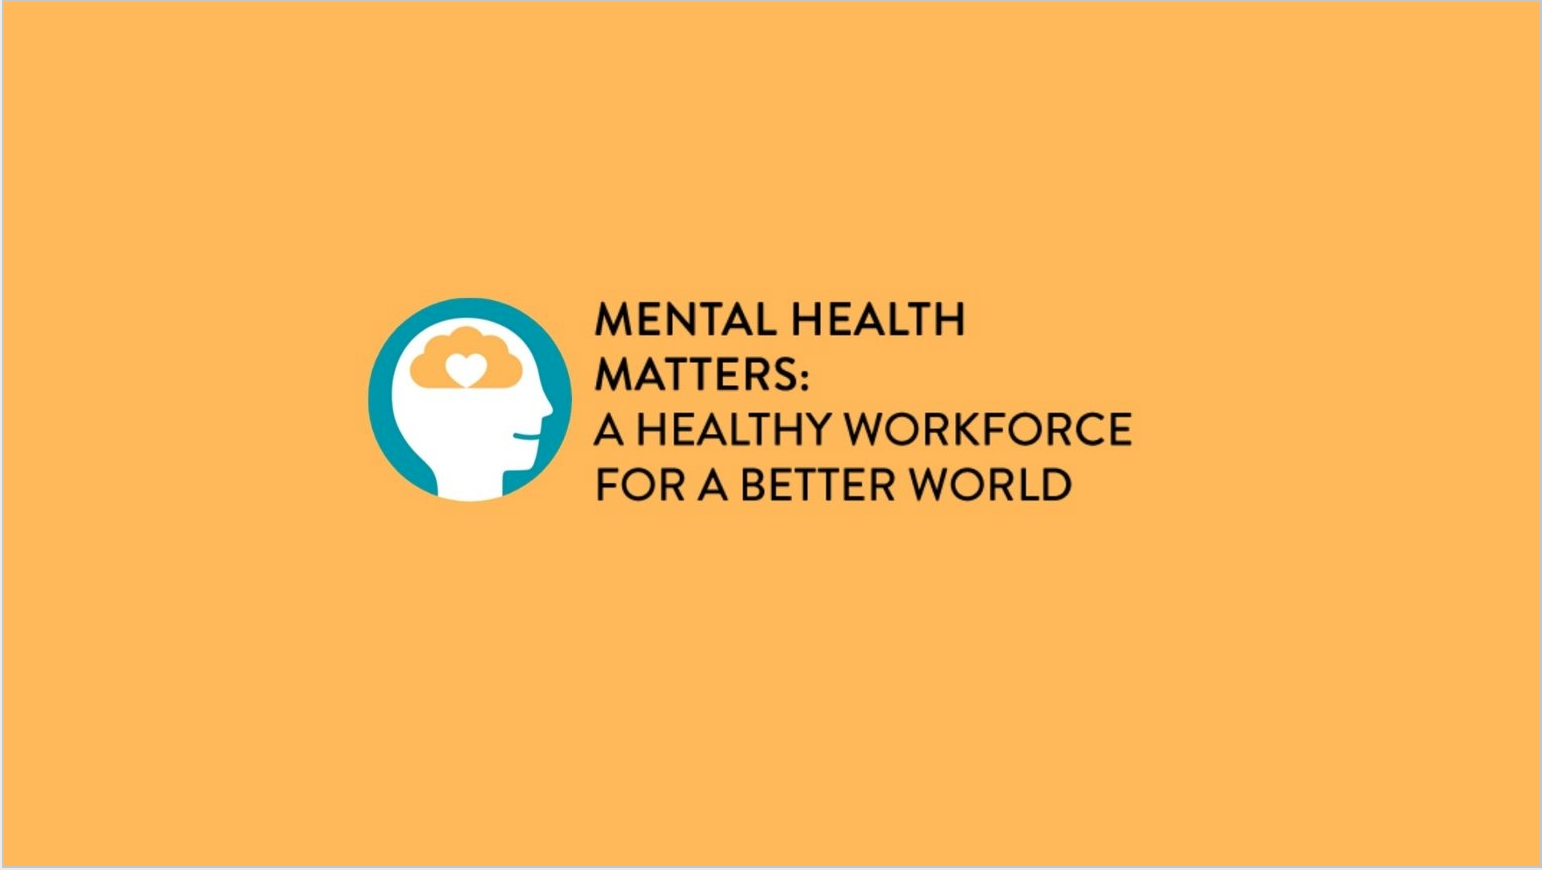 MENTAL HEALTH
MATTERS:
A HEALTHY WORKFORCE
FOR A BETTER WORLD